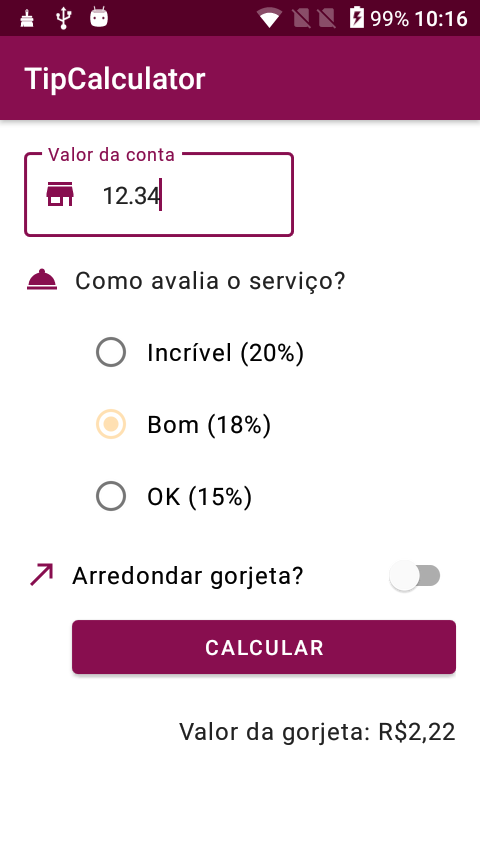 99% 10:16
TipCalculator
Valor da conta
12.34
Como avalia o serviço?
Incrível (20%)
Bom (18%)
OK (15%)
Arredondar gorjeta?
CALCULAR
Valor da gorjeta: R$2,22